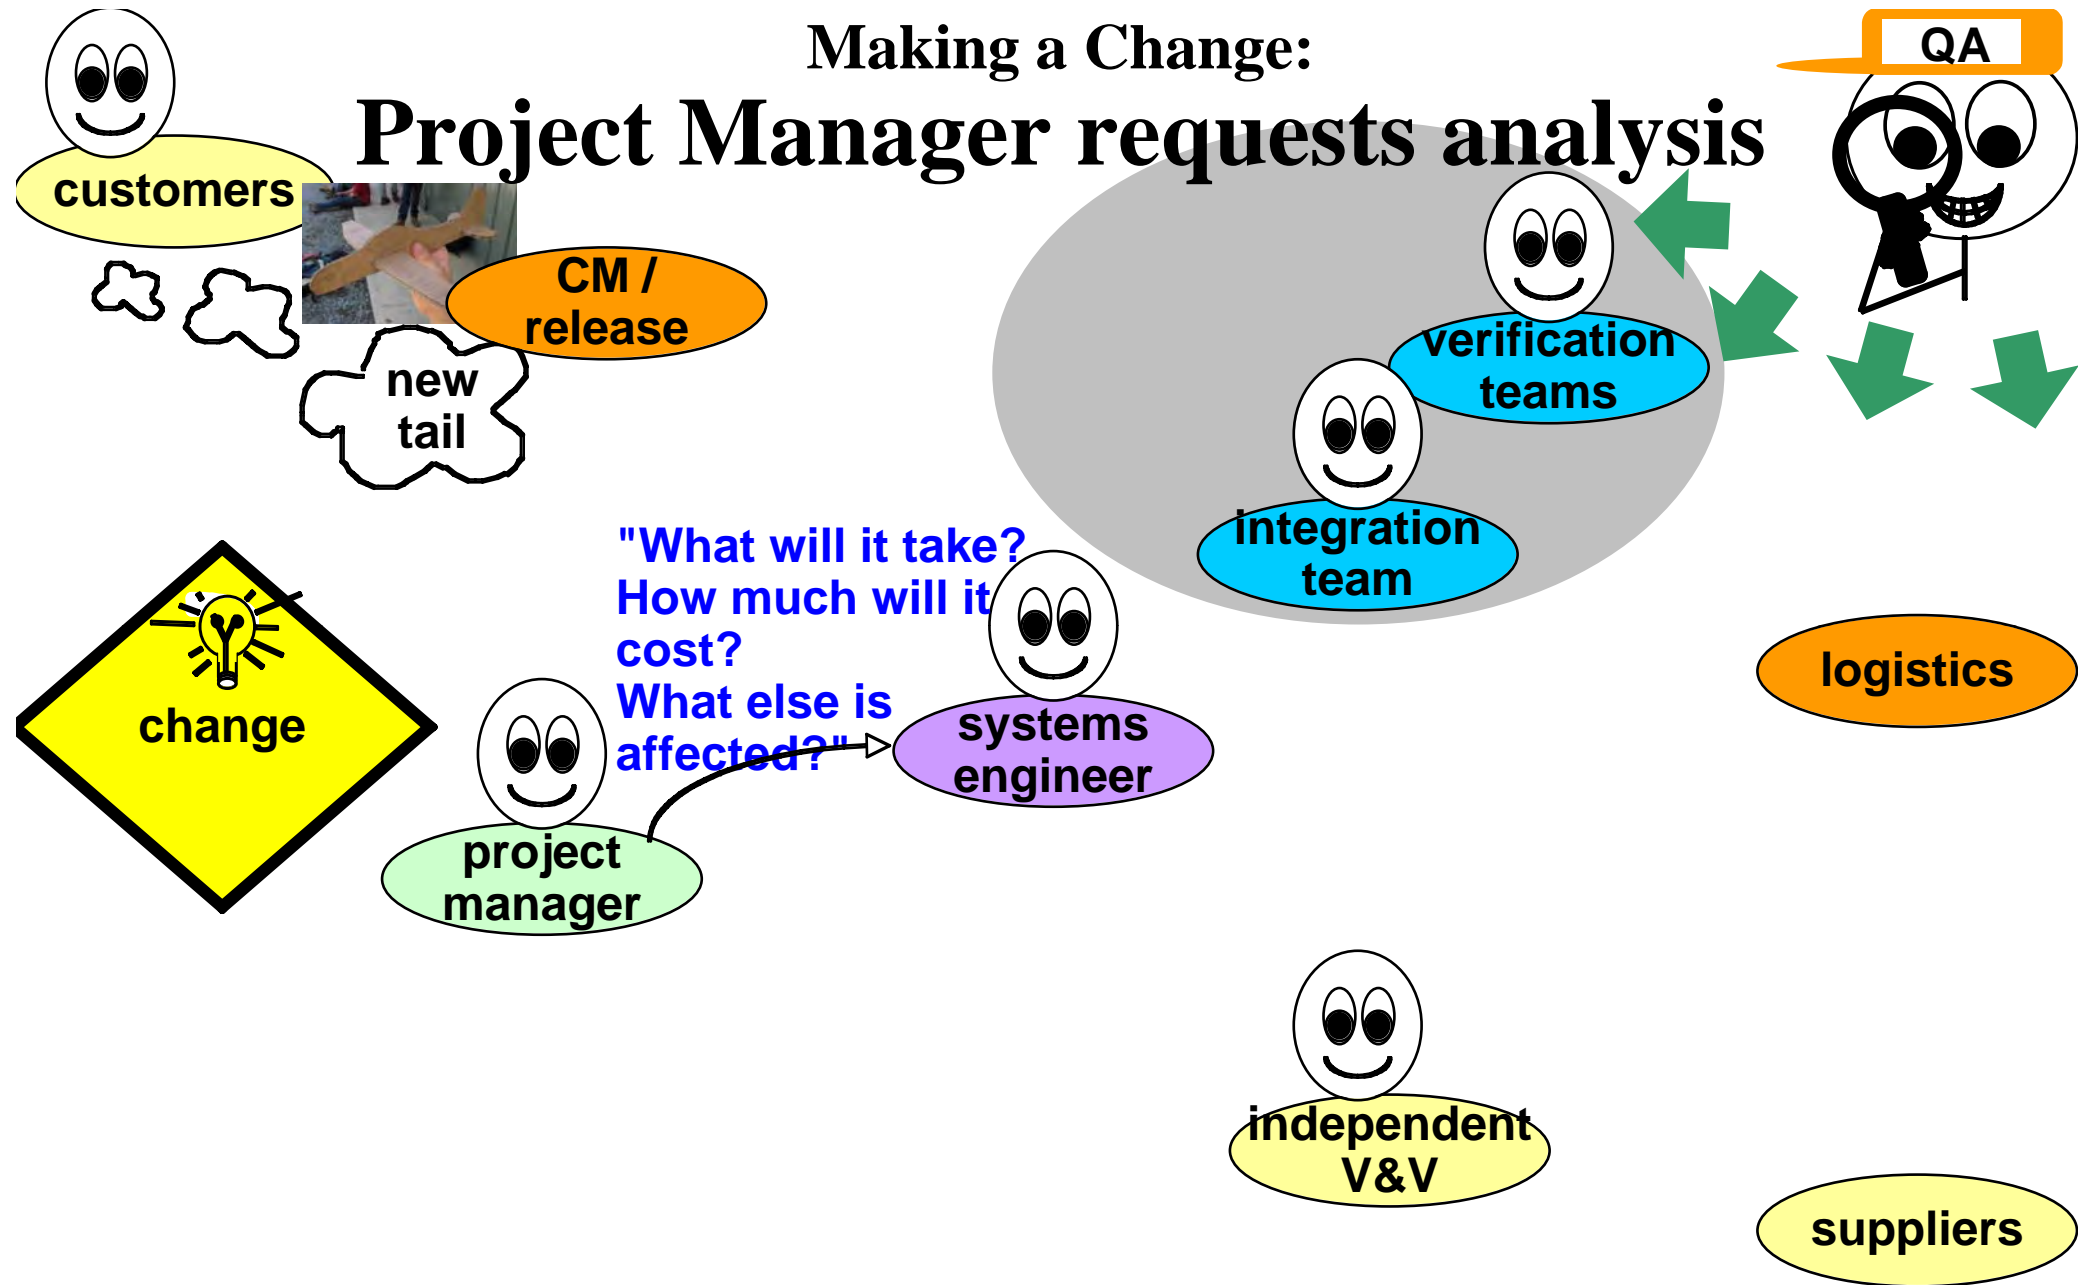 Making a Change:
Project Manager requests analysis
QA
customers
CM /
release
new
tail
verification
teams
integration
team
"What will it take?
How much will it
cost?
What else is
affected?"
change
systems
engineer
logistics
project
manager
independent
V&V
suppliers